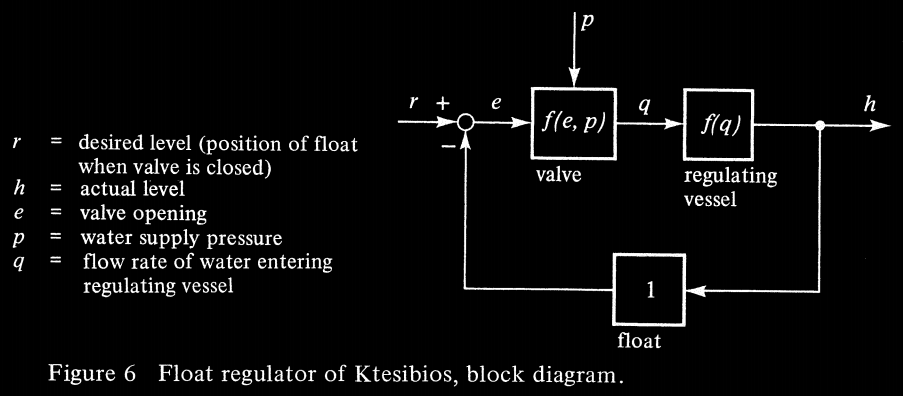 p
r + e q h
f(e, p) f(q)
−
valve regulating
vessel
r = desired level (position of float
when valve is closed)
h = actual level
e = valve opening
p = water supply pressure
q = flow rate of water entering
regulating vessel
1
float
Figure 6 Float regulator of Ktesibios, block diagram.